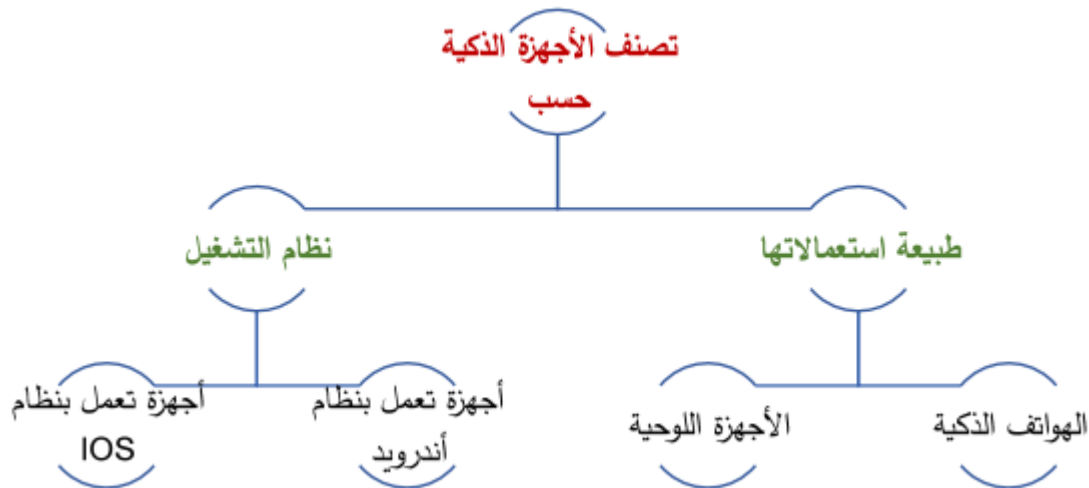 تصنف الأجهزة الذكية
حسب
طبيعة استعمالاتها
نظام التشغيل
الهواتف الذكية
الأجهزة اللوحية
أجهزة تعمل بنظام
أندرويد
أجهزة تعمل بنظام
IOS